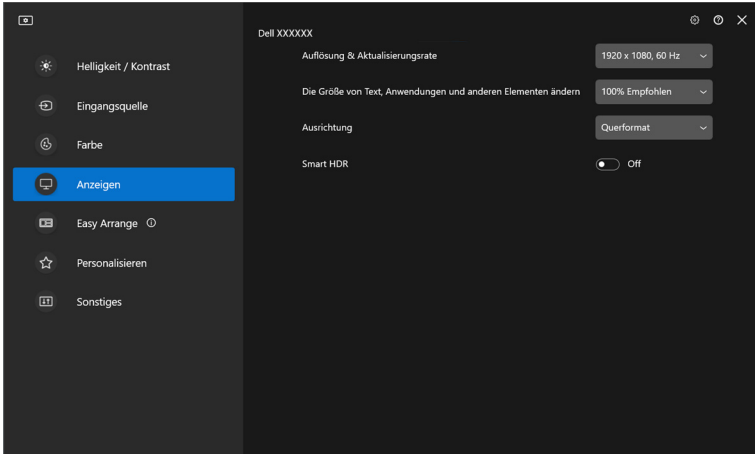 Dell XXXXXX
Helligkeit / Kontrast
Eingangsquelle
Farbe
Anzeigen
Easy Arrange
Personalisieren
Sonstiges
Auflösung & Aktualisierungsrate
1920 x 1080, 60 Hz
Die Größe von Text, Anwendungen und anderen Elementen ändern
100% Empfohlen
Ausrichtung
Querformat
Smart HDR
Off